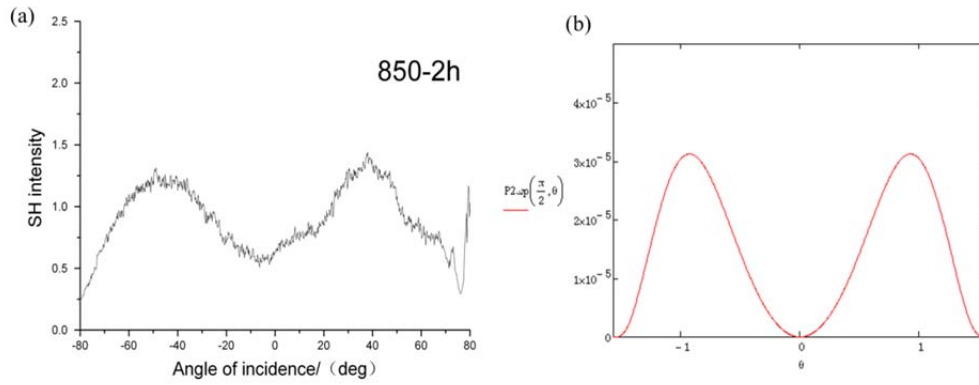 (a)
2.5
2.0
1.5
1.0
0.5
0.0
SH intensity
850-2h
-80 -60 -40 -20 0 20 40 60 80
Angle of incidence/（deg）
(b)
4×10⁻⁵
3×10⁻⁵
2×10⁻⁵
1×10⁻⁵
0
P2ωp(π/2,θ)
-1 0 1
θ